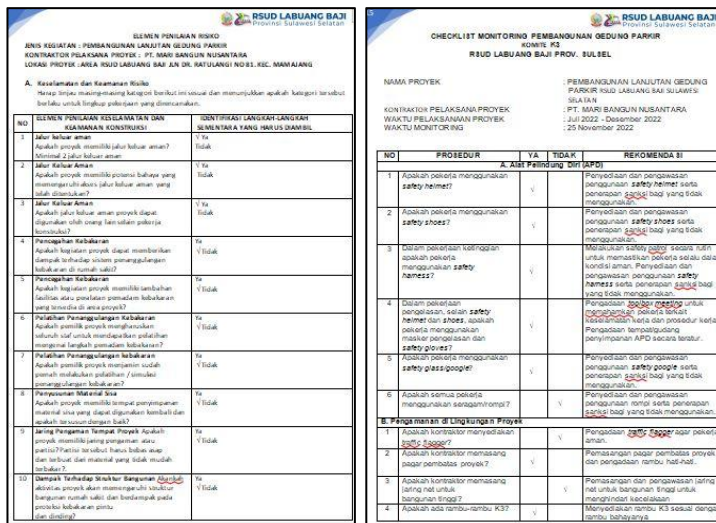 RSUD LABUANG BAJI
Provinsi Sulawesi Selatan
ELEMEN PENILAIAN RISIKO
JENIS KEGIATAN : PEMBANGUNAN LANJUTAN GEDUNG PARKIR
KONTRAKTOR PELAKSANA PROYEK : PT. MARI BANGUN NUSANTARA
LOKASI PROYEK : AREA RSUD LABUANG BAJI JLN DR. RATULANGI NO 81. KEC. MAMAJANG
A. Keselamatan dan Keamanan Risiko
Harap tinjau masing-masing kategori berikut ini sesuai dan menunjukkan apakah kategori tersebut
berlaku untuk lingkup pekerjaan yang direncanakan.
NO
ELEMEN PENILAIAN KESELAMATAN DAN
KEAMANAN KONSTRUKSI
IDENTIFIKASI LANGKAH-LANGKAH
SEMENTARA YANG HARUS DIAMBIL
1
Jalur keluar aman
Apakah proyek memiliki jalur keluar aman?
Minimal 2 jalur keluar aman
√ Ya
Tidak
2
Jalur Keluar Aman
Apakah proyek memiliki potensi bahaya yang
memengaruhi akses jalur keluar aman yang
telah ditentukan?
√ Ya
Tidak
3
Jalur Keluar Aman
Apakah jalur keluar aman proyek dapat
digunakan oleh orang lain selain pekerja
konstruksi?
√ Ya
Tidak
4
Pencegahan Kebakaran
Apakah kegiatan proyek dapat memberikan
dampak terhadap sistem penanggulangan
kebakaran di rumah sakit?
Ya
√ Tidak
5
Pencegahan Kebakaran
Apakah kegiatan proyek memiliki tambahan
fasilitas atau peralatan pemadam kebakaran
yang tersedia di area proyek?
Ya
√ Tidak
6
Pelatihan Penanggulangan Kebakaran
Apakah pemilik proyek mengharuskan
seluruh staf untuk mendapatkan pelatihan
mengenai langkah pemadam kebakaran?
Ya
√ Tidak
7
Pelatihan Penanggulangan kebakaran
Apakah pemilik proyek menjamin sudah
pernah melakukan pelatihan / simulasi
penanggulangan kebakaran?
Ya
√ Tidak
8
Penyusunan Material Sisa
Apakah proyek memiliki tempat penyimpanan
material sisa yang dapat digunakan kembali dan
apakah tersusun dengan baik?
Ya
√ Tidak
9
Jaring Pengaman Tempat Proyek Apakah
proyek memiliki jaring pengaman atau
partisi? Partisi tersebut harus bebas asap
dan terbuat dari material yang tidak mudah
terbakar?
Ya
√ Tidak
10
Dampak Terhadap Struktur Bangunan Akankah
aktivitas proyek akan memengaruhi struktur
bangunan rumah sakit dan berdampak pada
proteksi kebakaran pintu
dan dinding?
Ya
√ Tidak
RSUD LABUANG BAJI
Provinsi Sulawesi Selatan
CHECKLIST MONITORING PEMBANGUNAN GEDUNG PARKIR
KOMITE K3
RSUD LABUANG BAJI PROV. SULSEL
NAMA PROYEK : PEMBANGUNAN LANJUTAN GEDUNG
PARKIR RSUD LABUANG BAJI SULAWESI
SELATAN
KONTRAKTOR PELAKSANA PROYEK : PT. MARI BANGUN NUSANTARA
WAKTU PELAKSANAAN PROYEK : Juli 2022 - Desember 2022
WAKTU MONITORING : 25 November 2022
NO PROSEDUR YA TIDAK REKOMENDASI
A. Alat Pelindung Diri (APD)
1
Apakah pekerja menggunakan
safety helmet?
√
Penyediaan dan pengawasan
penggunaan safety helmet serta
penerapan sanksi bagi yang tidak
menggunakan.
2
Apakah pekerja menggunakan
safety shoes?
√
Penyediaan dan pengawasan
penggunaan safety shoes serta
penerapan sanksi bagi yang tidak
menggunakan.
3
Dalam pekerjaan ketinggian
apakah pekerja
menggunakan safety
harness?
√
Melakukan safety patrol secara rutin
untuk memastikan pekerja selalu dala
kondisi aman. Penyediaan dan
pengawasan penggunaan safety
harness serta penerapan sanksi bagi
yang tidak menggunakan.
4
Dalam pekerjaan
pengelasan, selain safety
helmet dan shoes, apakah
pekerja menggunakan
masker pengelasan dan
safety gloves?
√
Pengadaan toolbox meeting untuk
memahamkan pekerja terkait
keselamatan kerja dan prosedur kerja
Pengadaan tempat/gudang
penyimpanan APD secara teratur.
5
Apakah pekerja menggunakan
safety glass/google?
√
Penyediaan dan pengawasan
penggunaan safety google serta
penerapan sanksi bagi yang tidak
menggunakan.
6
Apakah semua pekerja
menggunakan seragam/rompi?
√
Penyediaan dan pengawasan
penggunaan rompi serta penerapan
sanksi bagi yang tidak menggunakan.
B. Pengamanan di Lingkungan Proyek
1
Apakah kontraktor menyediakan
traffic flagger?
√
Pengadaan traffic flagger agar pekerja
aman.
2
Apakah kontraktor memasang
pagar pembatas proyek?
√
Pemasangan pagar pembatas proyek
dan pengadaan rambu hati-hati.
3
Apakah kontraktor memasang
jaring net untuk
bangunan tinggi?
√
Pemasangan dan pengawasan jaring
net untuk bangunan tinggi untuk
menghindari kecelakaan
4
Apakah ada rambu-rambu K3?
√
Menyediakan rambu K3 sesuai denga
rambu bahayanya